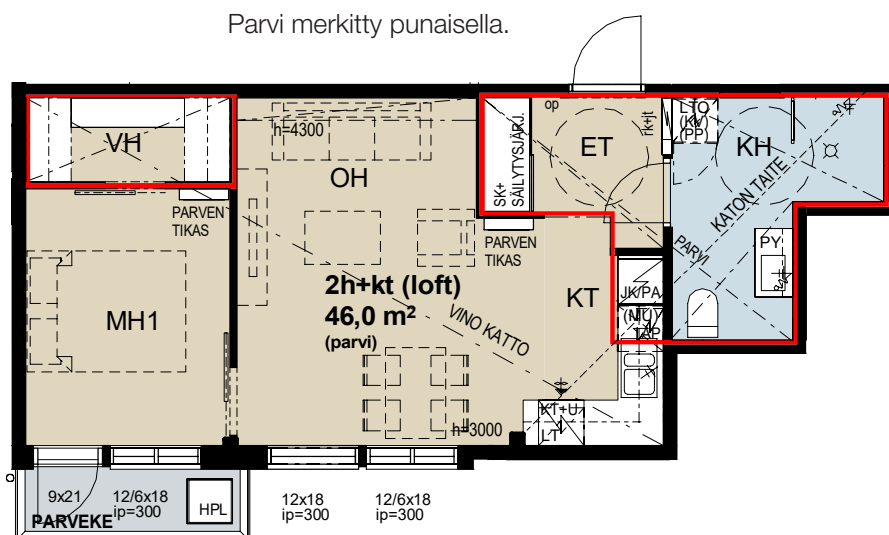 Parvi merkitty punaisella.
VH
h=4300
OH
SK+
SÄILYTYSJÄRJ.
op
ET
rk+jt
LTO
(KV)
(PP)
KH
KATON TAITE
PARVI
PY
PARVEN
TIKAS
PARVEN
TIKAS
MH1
2h+kt (loft)
46,0 m²
(parvi)
VINO KATTO
KT
JK/PA
(MU)
TAP
KT+U
LT
h=3000
9x21
12/6x18
ip=300
HPL
PARVEKE
12x18
ip=300
12/6x18
ip=300